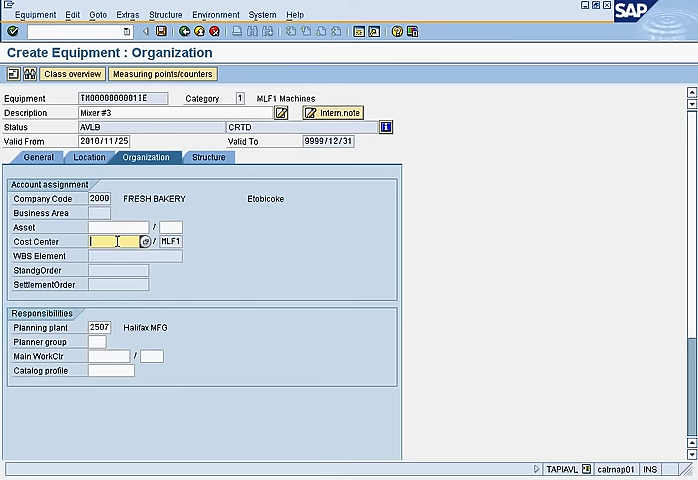 Equipment Edit Goto Extras Structure Environment System Help
SAP
Create Equipment : Organization
Class overview Measuring points/counters
Equipment TM0000000001IE Category 1 MLF1 Machines
Description Mixer #3 Intern.note
Status AVLB CRTD
Valid From 2010/11/25 Valid To 9999/12/31
General Location Organization Structure
Account assignment
Company Code 2000 FRESH BAKERY Etobicoke
Business Area
Asset /
Cost Center / MLF1
WBS Element
StandgOrder
SettlementOrder
Responsibilities
Planning plant 2507 Halifax MFG
Planner group
Main WorkCtr /
Catalog profile
TAPIAVL catrnap01 INS